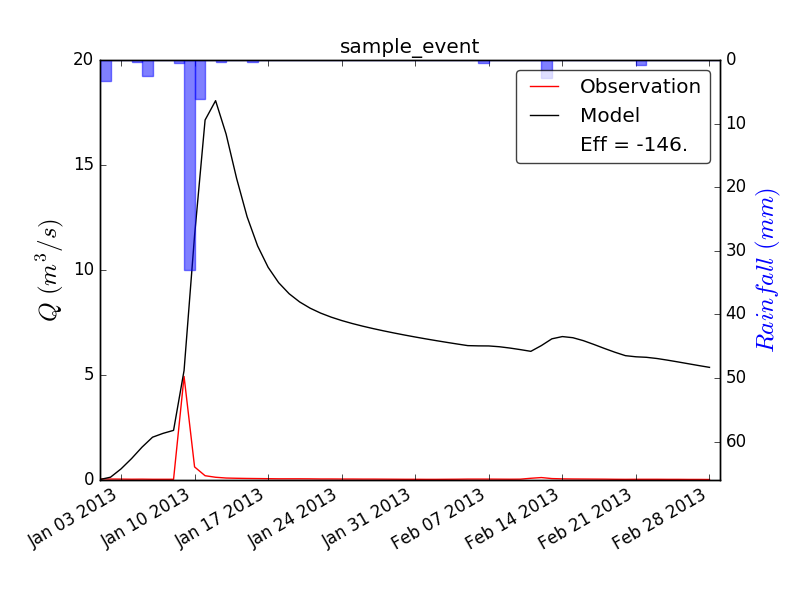 sample_event
20
15
10
5
0
Q (m³/s)
0
10
20
30
40
50
60
Rainfall (mm)
Observation
Model
Eff = -146.
Jan 03 2013
Jan 10 2013
Jan 17 2013
Jan 24 2013
Jan 31 2013
Feb 07 2013
Feb 14 2013
Feb 21 2013
Feb 28 2013